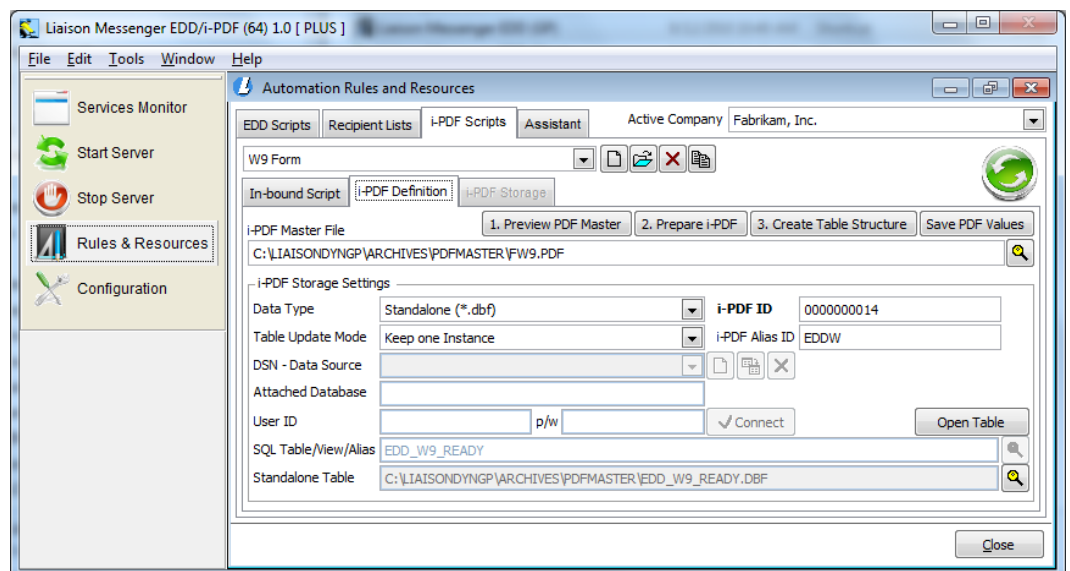 Liaison Messenger EDD/i-PDF (64) 1.0 [ PLUS ]
File Edit Tools Window Help
Services Monitor
Start Server
Stop Server
Rules & Resources
Configuration
Automation Rules and Resources
EDD Scripts Recipient Lists i-PDF Scripts Assistant Active Company Fabrikam, Inc.
W9 Form
In-bound Script i-PDF Definition i-PDF Storage
i-PDF Master File 1. Preview PDF Master 2. Prepare i-PDF 3. Create Table Structure Save PDF Values
C:\LIAISONDYNGP\ARCHIVES\PDFMASTER\FW9.PDF
i-PDF Storage Settings
Data Type Standalone (*.dbf) i-PDF ID 0000000014
Table Update Mode Keep one Instance i-PDF Alias ID EDDW
DSN - Data Source
Attached Database
User ID p/w Connect Open Table
SQL Table/View/Alias EDD_W9_READY
Standalone Table C:\LIAISONDYNGP\ARCHIVES\PDFMASTER\EDD_W9_READY.DBF
Close